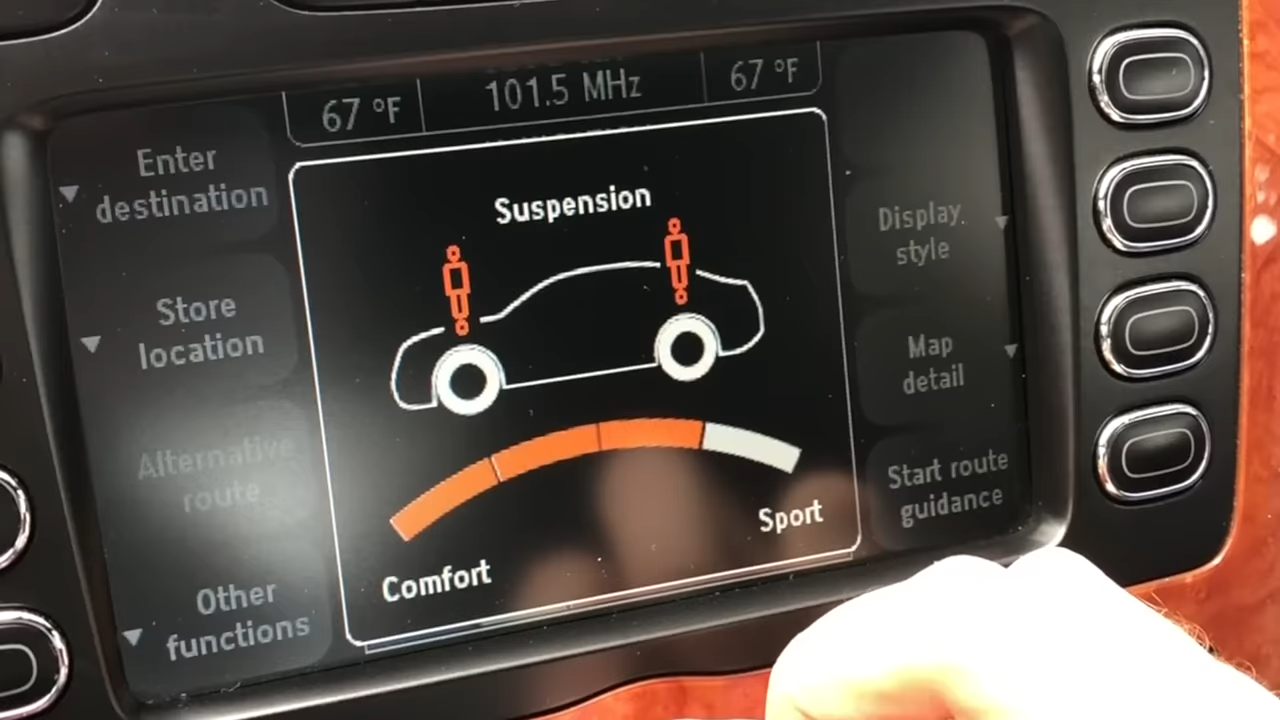 67 °F
101.5 MHz
67 °F
Enter
destination
Store
location
Alternative
route
Other
functions
Suspension
Comfort
Sport
Display
style
Map
detail
Start route
guidance